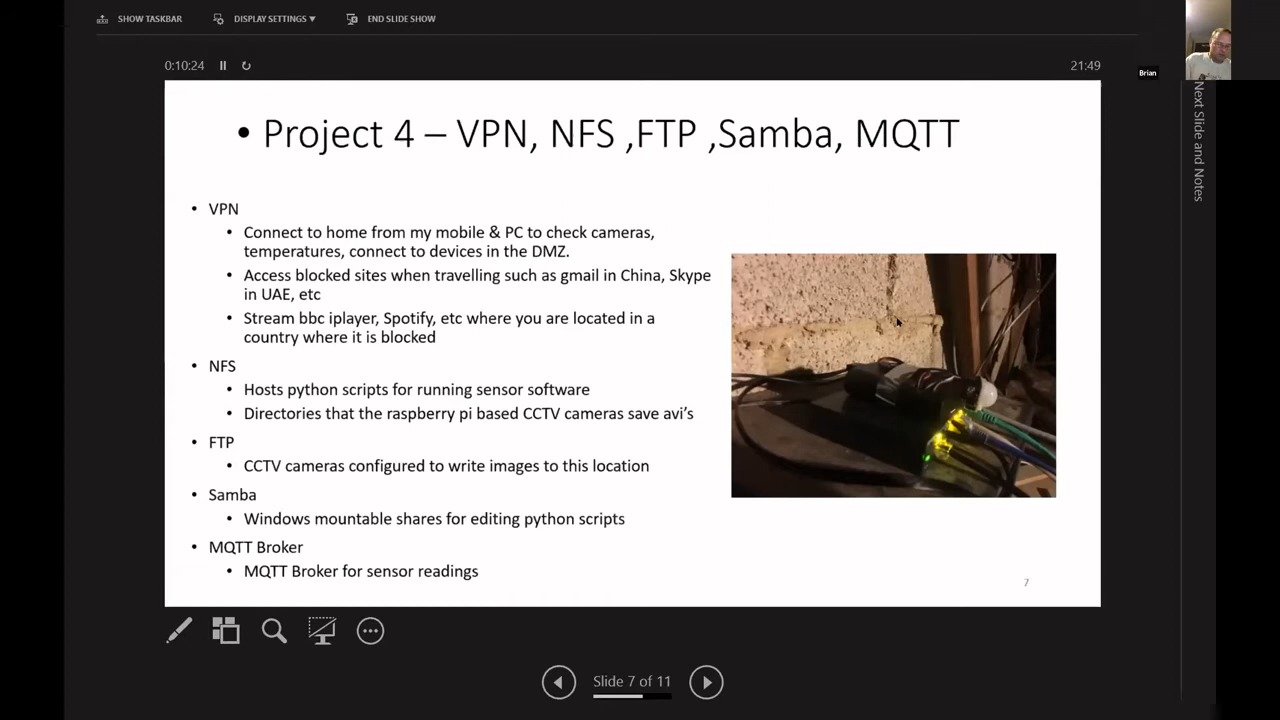 SHOW TASKBAR
DISPLAY SETTINGS ▼
END SLIDE SHOW
Brian
0:10:24
21:49
Next Slide and Notes
• Project 4 – VPN, NFS ,FTP ,Samba, MQTT
• VPN
• Connect to home from my mobile & PC to check cameras,
temperatures, connect to devices in the DMZ.
• Access blocked sites when travelling such as gmail in China, Skype
in UAE, etc
• Stream bbc iplayer, Spotify, etc where you are located in a
country where it is blocked
• NFS
• Hosts python scripts for running sensor software
• Directories that the raspberry pi based CCTV cameras save avi’s
• FTP
• CCTV cameras configured to write images to this location
• Samba
• Windows mountable shares for editing python scripts
• MQTT Broker
• MQTT Broker for sensor readings
7
Slide 7 of 11